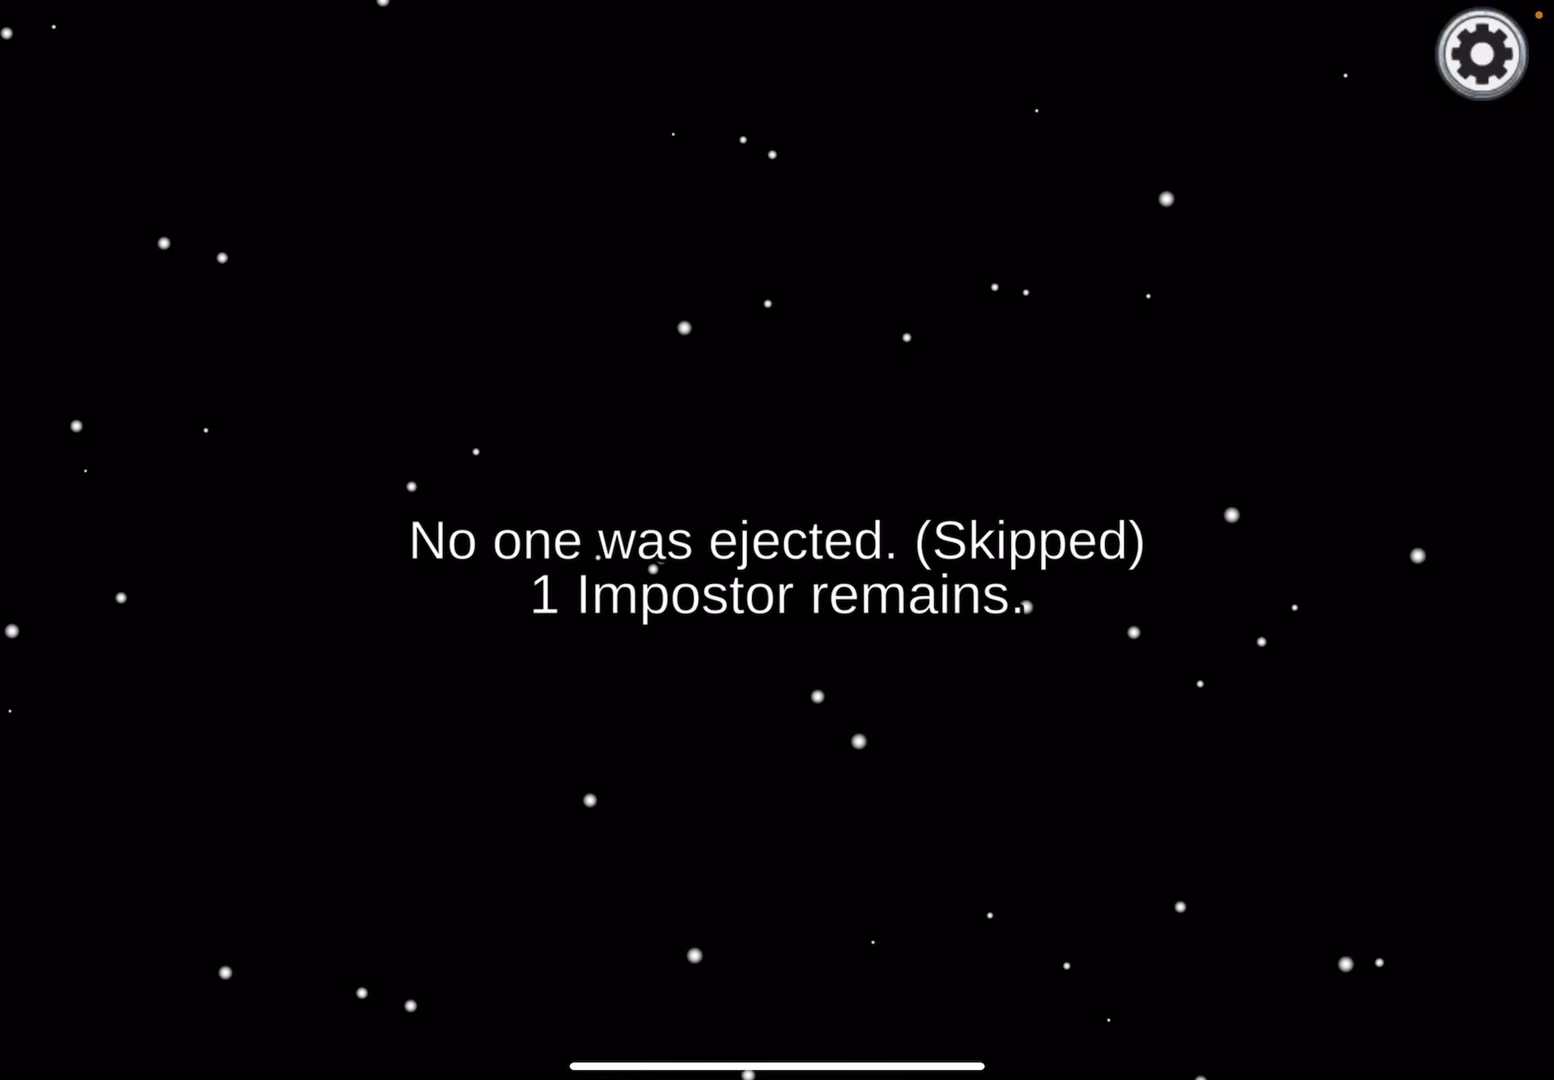 No one was ejected. (Skipped)
1 Impostor remains.